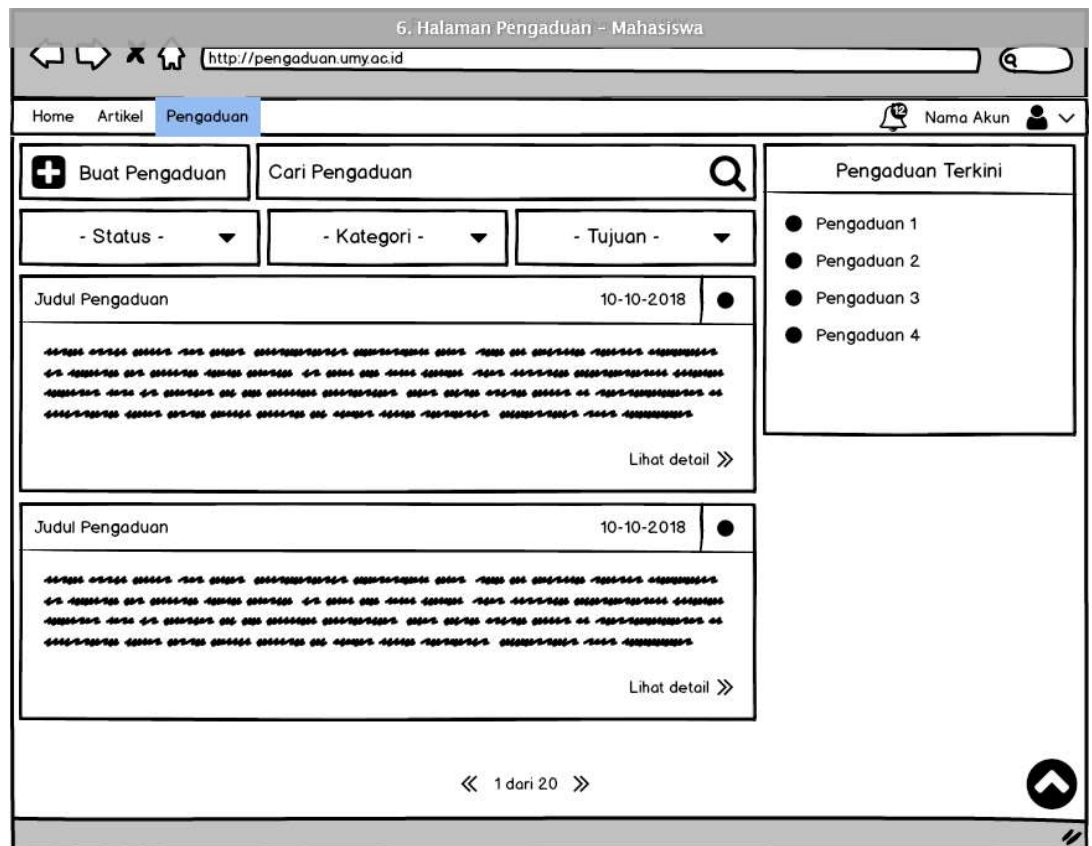 6. Halaman Pengaduan - Mahasiswa
http://pengaduan.umy.ac.id
Home Artikel Pengaduan 12 Nama Akun
Buat Pengaduan
Cari Pengaduan
- Status -
- Kategori -
- Tujuan -
Judul Pengaduan 10-10-2018
Lihat detail
Judul Pengaduan 10-10-2018
Lihat detail
1 dari 20
Pengaduan Terkini
Pengaduan 1
Pengaduan 2
Pengaduan 3
Pengaduan 4